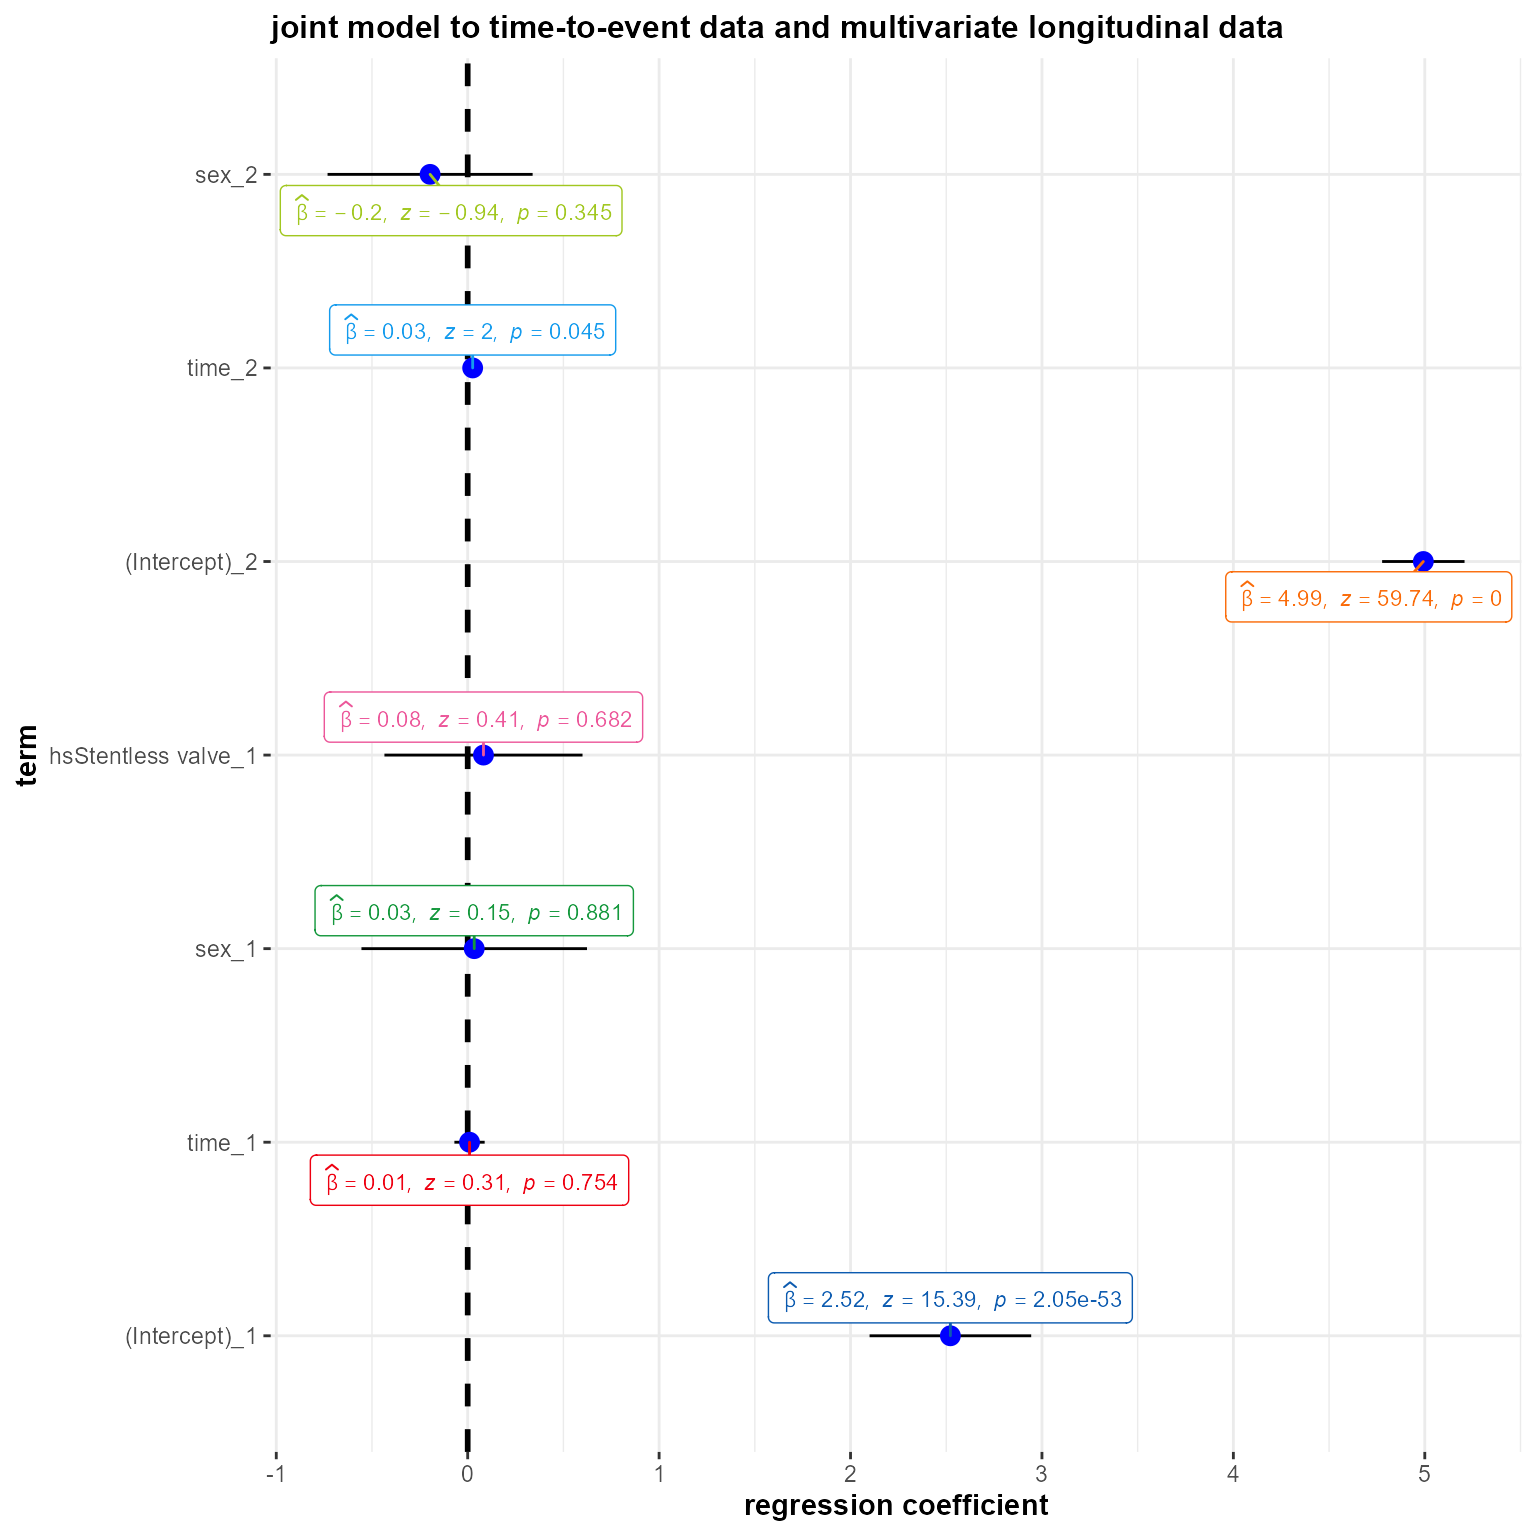 joint model to time-to-event data and multivariate longitudinal data
sex_2
β̂ = −0.2, z = −0.94, p = 0.345
β̂ = 0.03, z = 2, p = 0.045
time_2
(Intercept)_2
β̂ = 4.99, z = 59.74, p = 0
β̂ = 0.08, z = 0.41, p = 0.682
hsStentless valve_1
term
β̂ = 0.03, z = 0.15, p = 0.881
sex_1
time_1
β̂ = 0.01, z = 0.31, p = 0.754
β̂ = 2.52, z = 15.39, p = 2.05e-53
(Intercept)_1
-1 0 1 2 3 4 5
regression coefficient